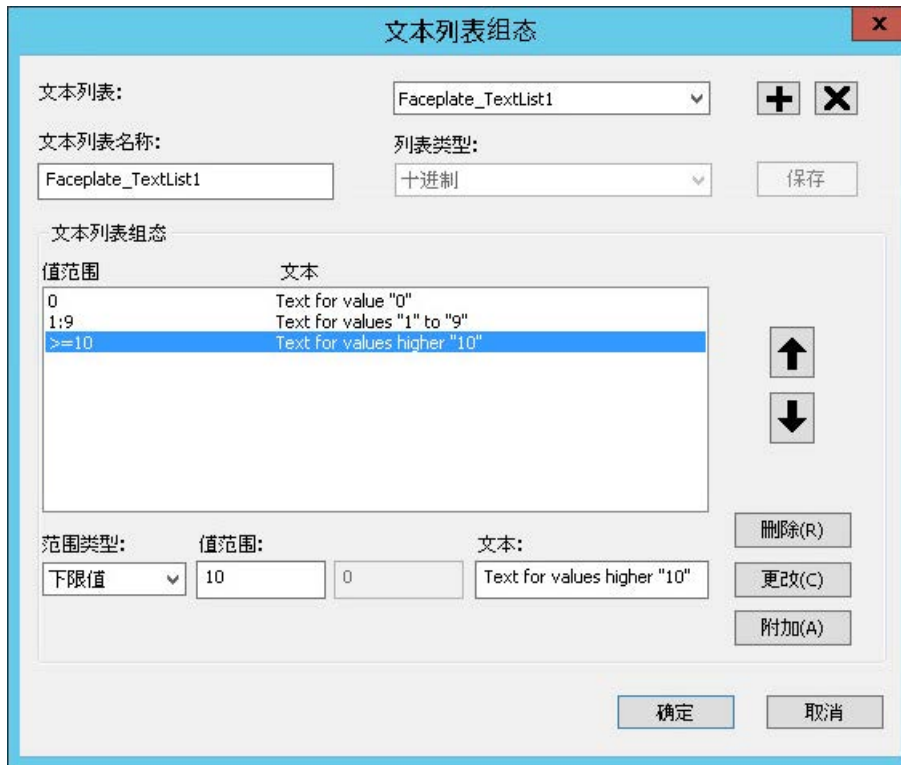 文本列表组态
x
文本列表:
Faceplate_TextList1
文本列表名称:
列表类型:
Faceplate_TextList1
十进制
保存
文本列表组态
值范围 文本
0 Text for value "0"
1:9 Text for values "1" to "9"
>=10 Text for values higher "10"
范围类型: 值范围: 文本:
下限值 10 0 Text for values higher "10"
删除(R)
更改(C)
附加(A)
确定 取消